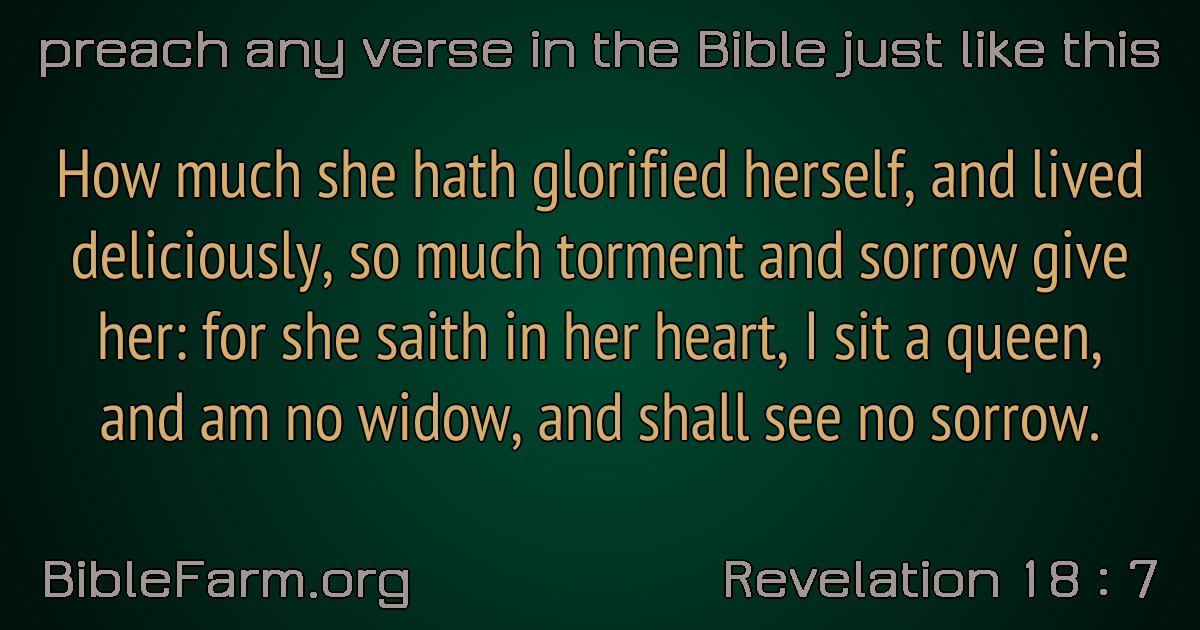 preach any verse in the Bible just like this
How much she hath glorified herself, and lived
deliciously, so much torment and sorrow give
her: for she saith in her heart, I sit a queen,
and am no widow, and shall see no sorrow.
BibleFarm.org
Revelation 18 : 7